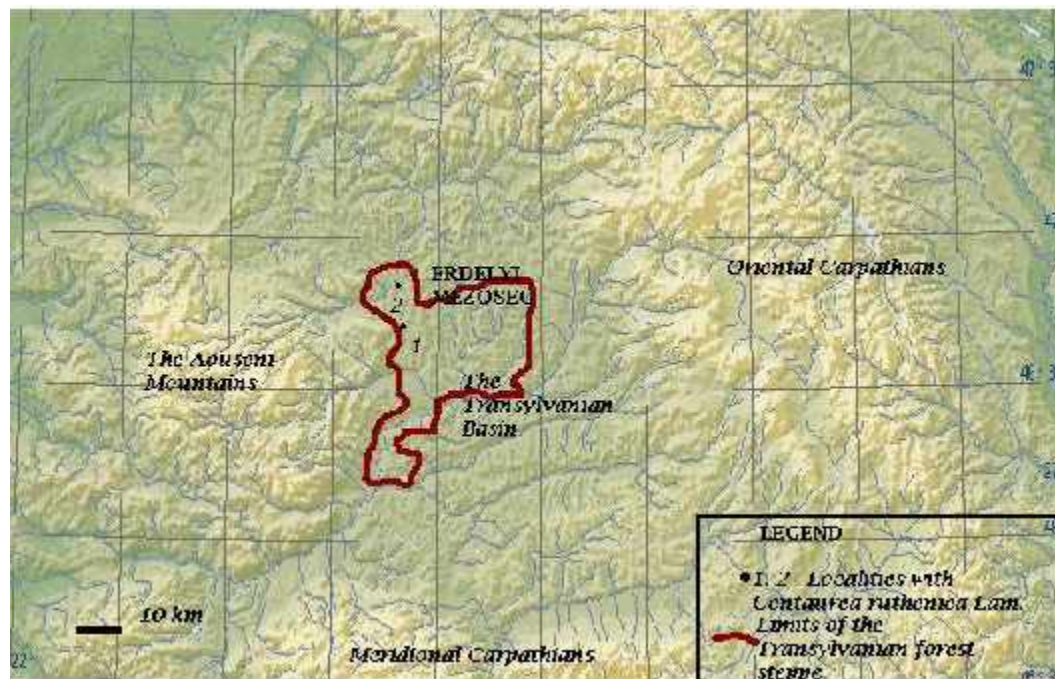 ERDELYI
MEZOSEG
Oriental Carpathians
2
1
The Apuseni
Mountains
The
Transylvanian
Basin
LEGEND
1, 2 Localities with
Centaurea ruthenica Lam.
Limits of the
Transylvanian forest
steppe
10 km
22
Meridional Carpathians